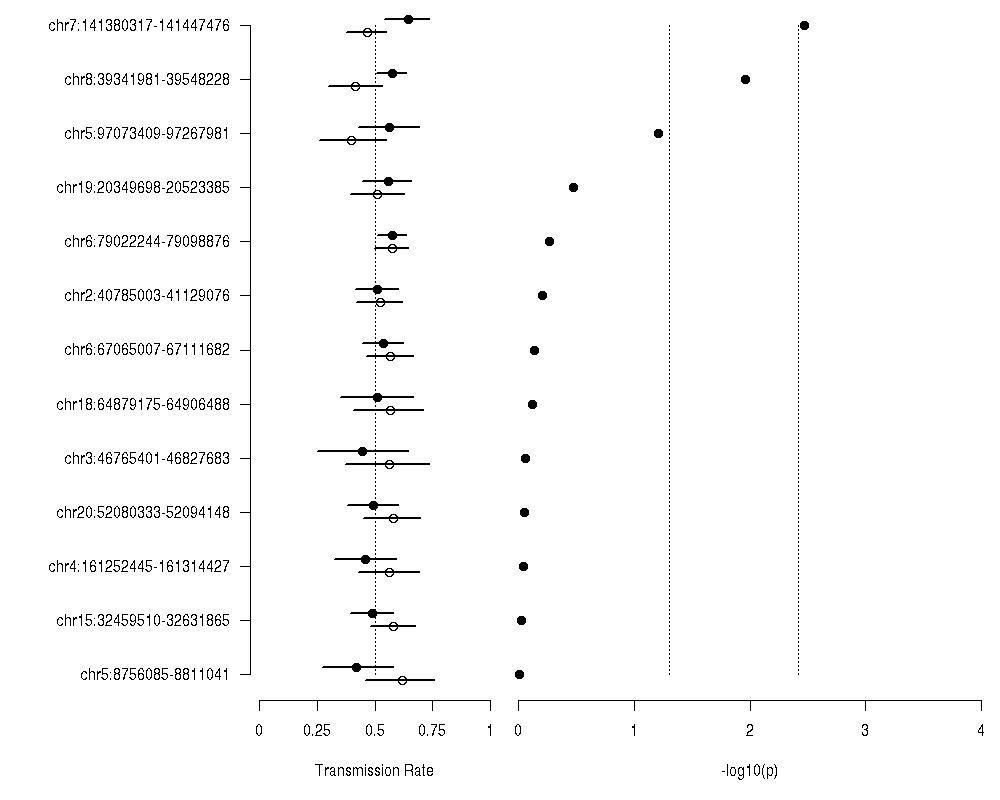 chr7:141380317-141447476
chr8:39341981-39548228
chr5:97073409-97267981
chr19:20349698-20523385
chr6:79022244-79098876
chr2:40785003-41129076
chr6:67065007-67111682
chr18:64879175-64906488
chr3:46765401-46827683
chr20:52080333-52094148
chr4:161252445-161314427
chr15:32459510-32631865
chr5:8756085-8811041
0 0.25 0.5 0.75 1 0 1 2 3 4
Transmission Rate -log10(p)